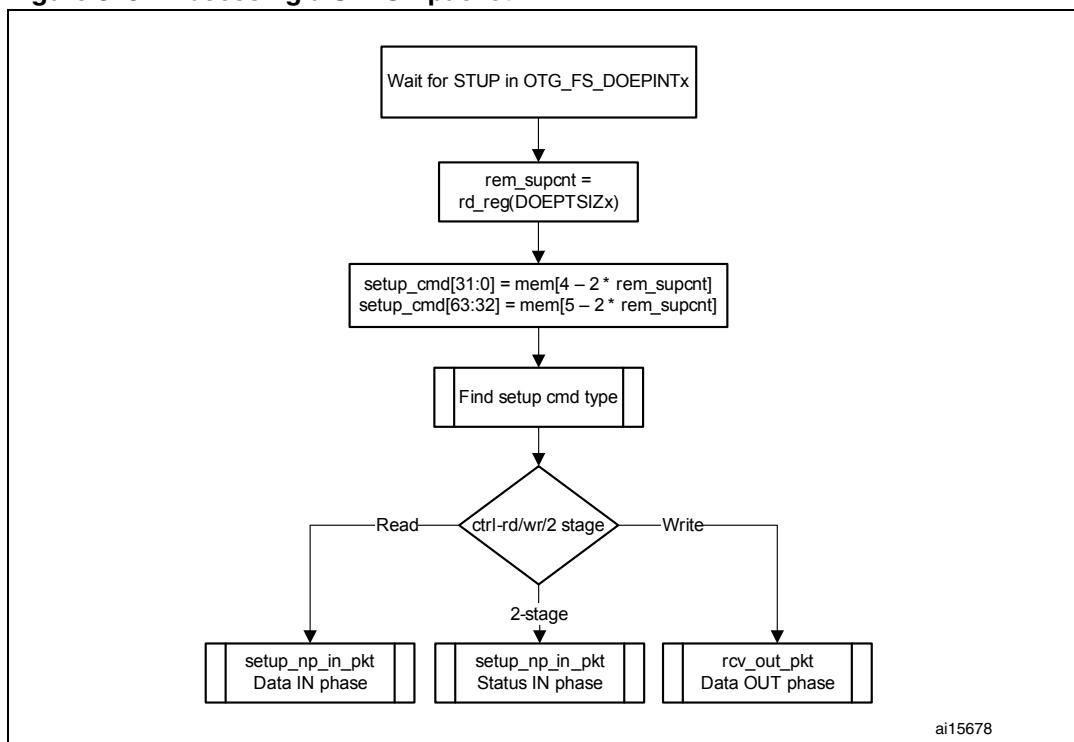 Wait for STUP in OTG_FS_DOEPINTx
rem_supcnt =
rd_reg(DOEPTSIZx)
setup_cmd[31:0] = mem[4 – 2 * rem_supcnt]
setup_cmd[63:32] = mem[5 – 2 * rem_supcnt]
Find setup cmd type
Read
ctrl-rd/wr/2 stage
Write
2-stage
setup_np_in_pkt
Data IN phase
setup_np_in_pkt
Status IN phase
rcv_out_pkt
Data OUT phase
ai15678